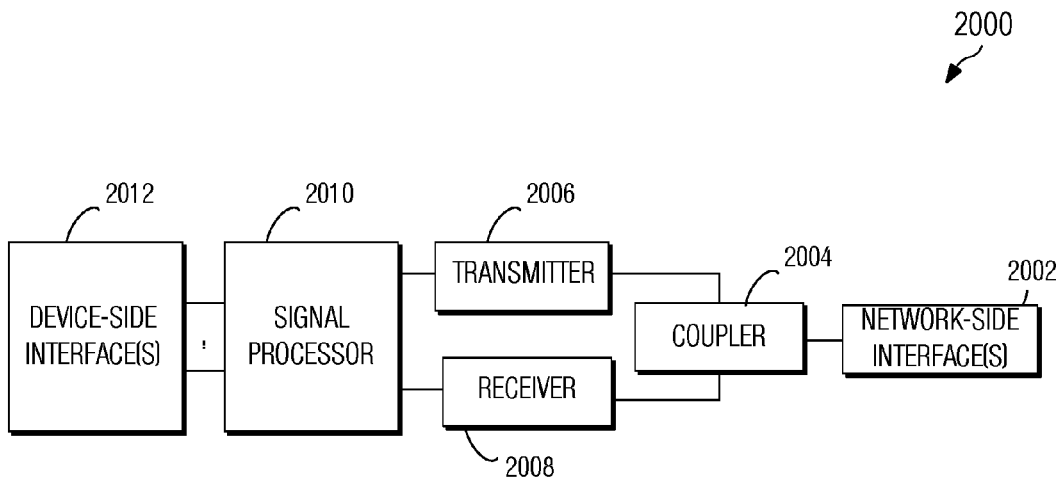 2000
2012
2010
2006
2004
2002
DEVICE-SIDE
INTERFACE(S)
SIGNAL
PROCESSOR
TRANSMITTER
COUPLER
NETWORK-SIDE
INTERFACE(S)
RECEIVER
2008